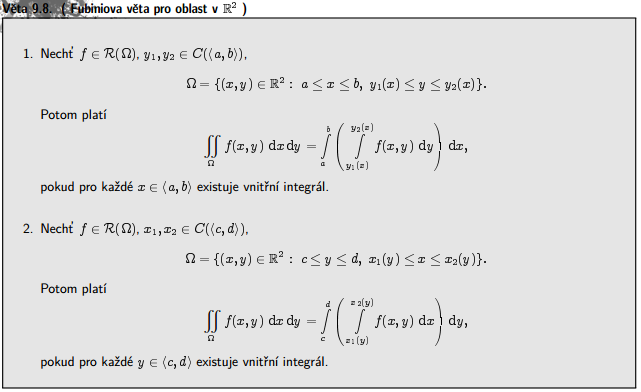 Věta 9.8. ( Fubiniova věta pro oblast v ℝ² )
1. Nechť f ∈ ℛ(Ω), y₁, y₂ ∈ C(⟨a, b⟩),
Ω = {(x, y) ∈ ℝ² : a ≤ x ≤ b, y₁(x) ≤ y ≤ y₂(x)}.
Potom platí
∬_Ω f(x, y) dx dy = ∫_a^b ( ∫_{y₁(x)}^{y₂(x)} f(x, y) dy ) dx,
pokud pro každé x ∈ ⟨a, b⟩ existuje vnitřní integrál.
2. Nechť f ∈ ℛ(Ω), x₁, x₂ ∈ C(⟨c, d⟩),
Ω = {(x, y) ∈ ℝ² : c ≤ y ≤ d, x₁(y) ≤ x ≤ x₂(y)}.
Potom platí
∬_Ω f(x, y) dx dy = ∫_c^d ( ∫_{x₁(y)}^{x₂(y)} f(x, y) dx ) dy,
pokud pro každé y ∈ ⟨c, d⟩ existuje vnitřní integrál.